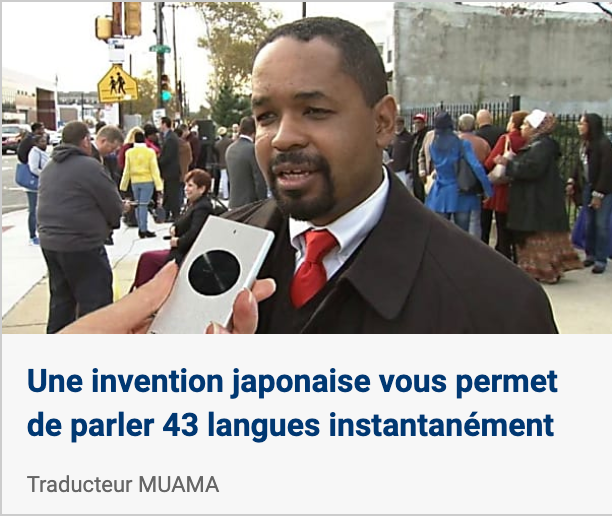 Une invention japonaise vous permet
de parler 43 langues instantanément
Traducteur MUAMA